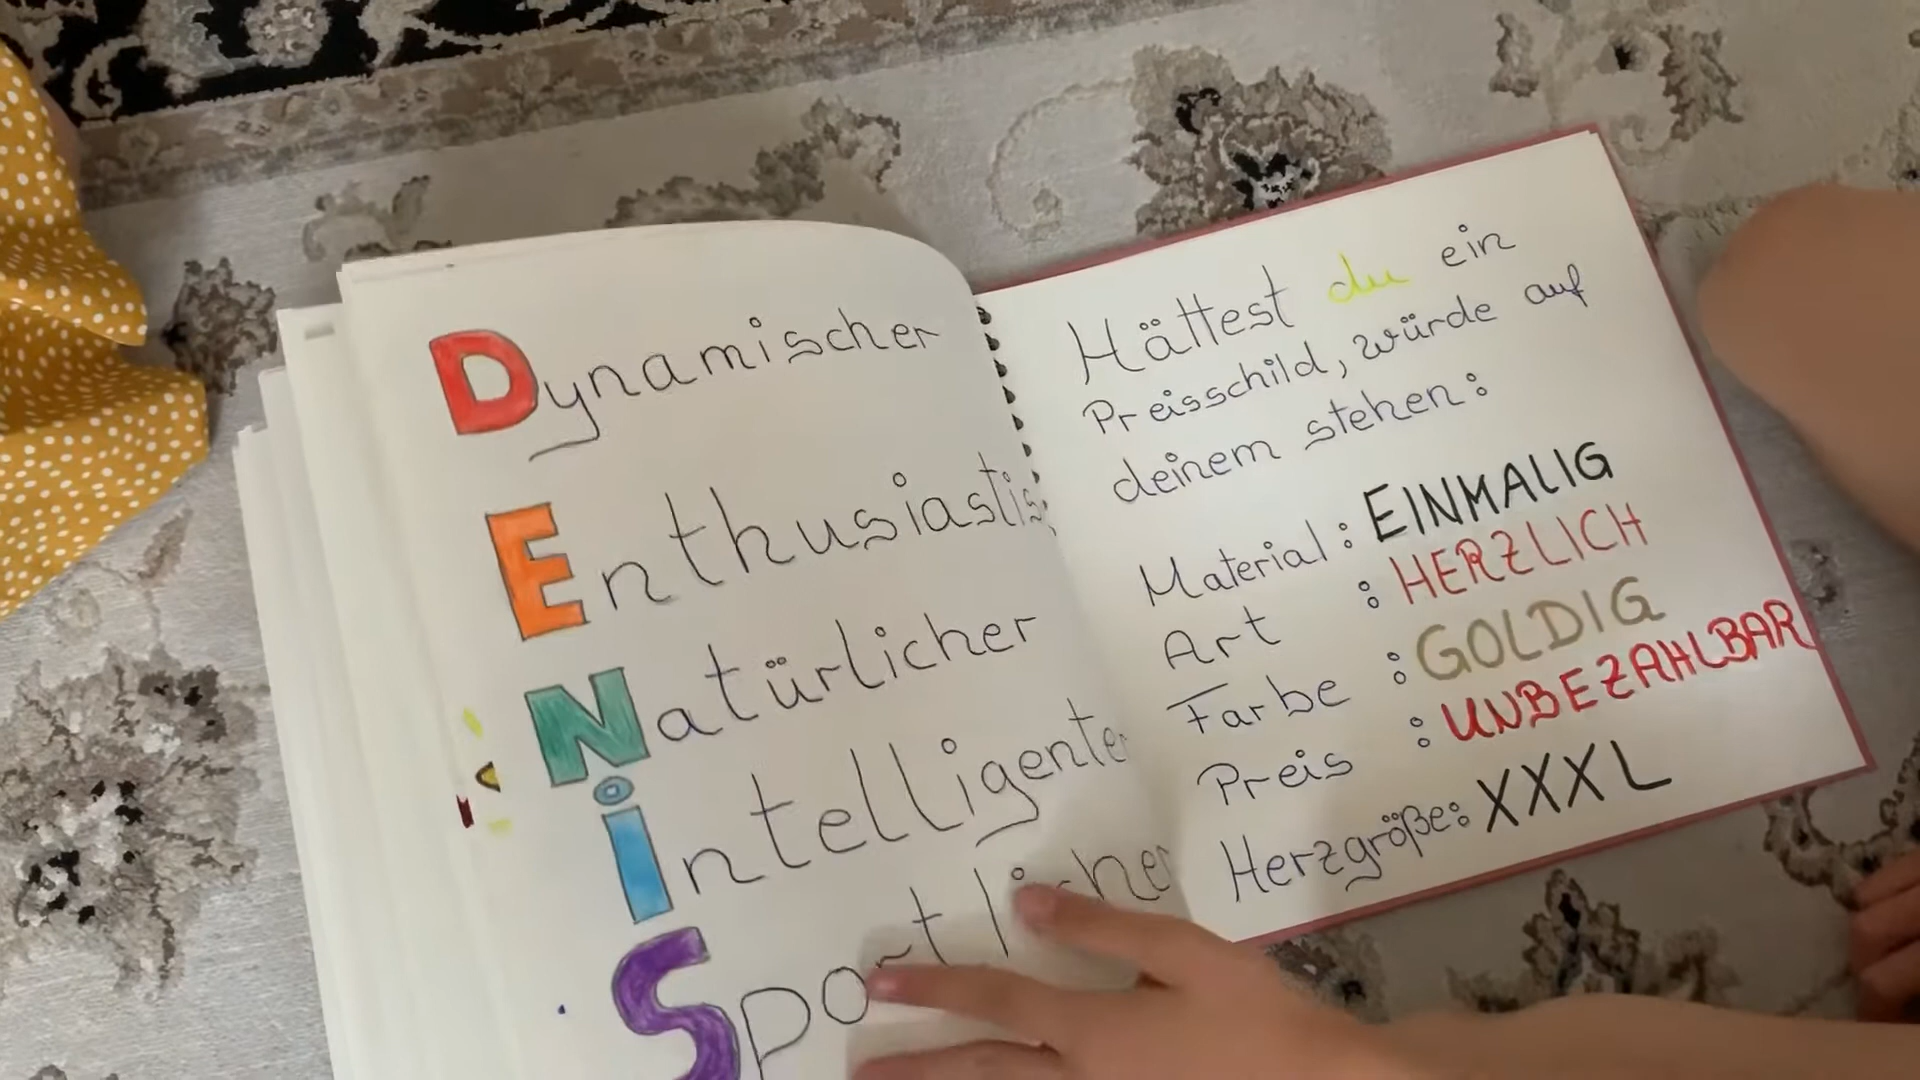 Dynamischer
Enthusiastis
Natürlicher
intelligenter
Sportlicher
Hättest du ein
Preisschild, würde auf
deinem stehen:
Material: EINMALIG
Art : HERZLICH
Farbe : GOLDIG
Preis : UNBEZAHLBAR
Herzgröße: XXXL